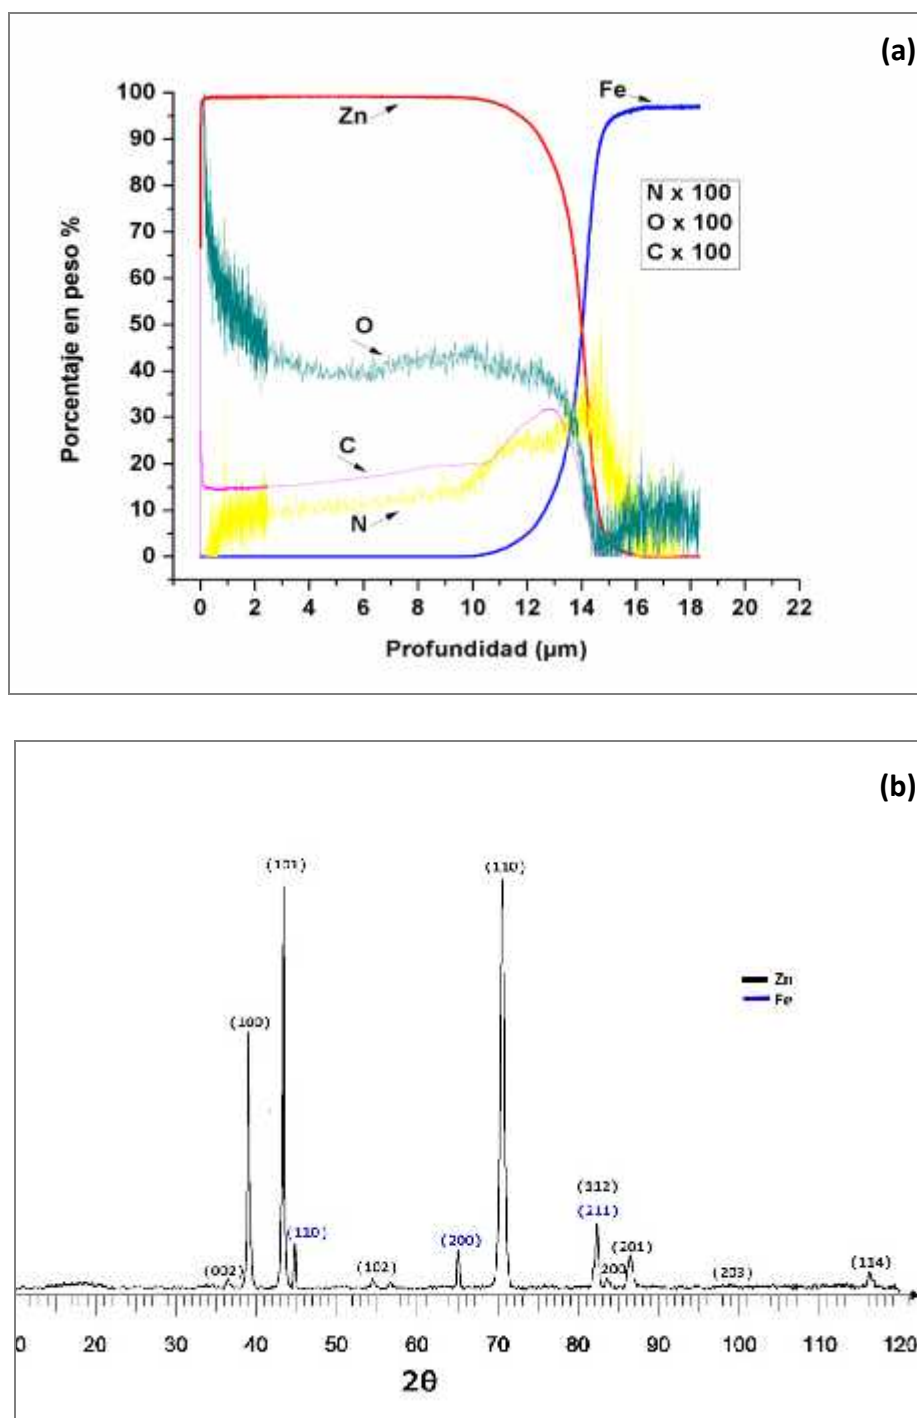 (a)
100
90
80
70
60
50
40
30
20
10
0
Porcentaje en peso %
Zn
Fe
N x 100
O x 100
C x 100
O
C
N
0 2 4 6 8 10 12 14 16 18 20 22
Profundidad (µm)
(b)
(101)
(110)
Zn
Fe
(100)
(112)
(110)
(200)
(211)
(201)
(002)
(102)
200
(203)
(114)
0 20 30 40 50 60 70 80 90 100 110 120
2θ